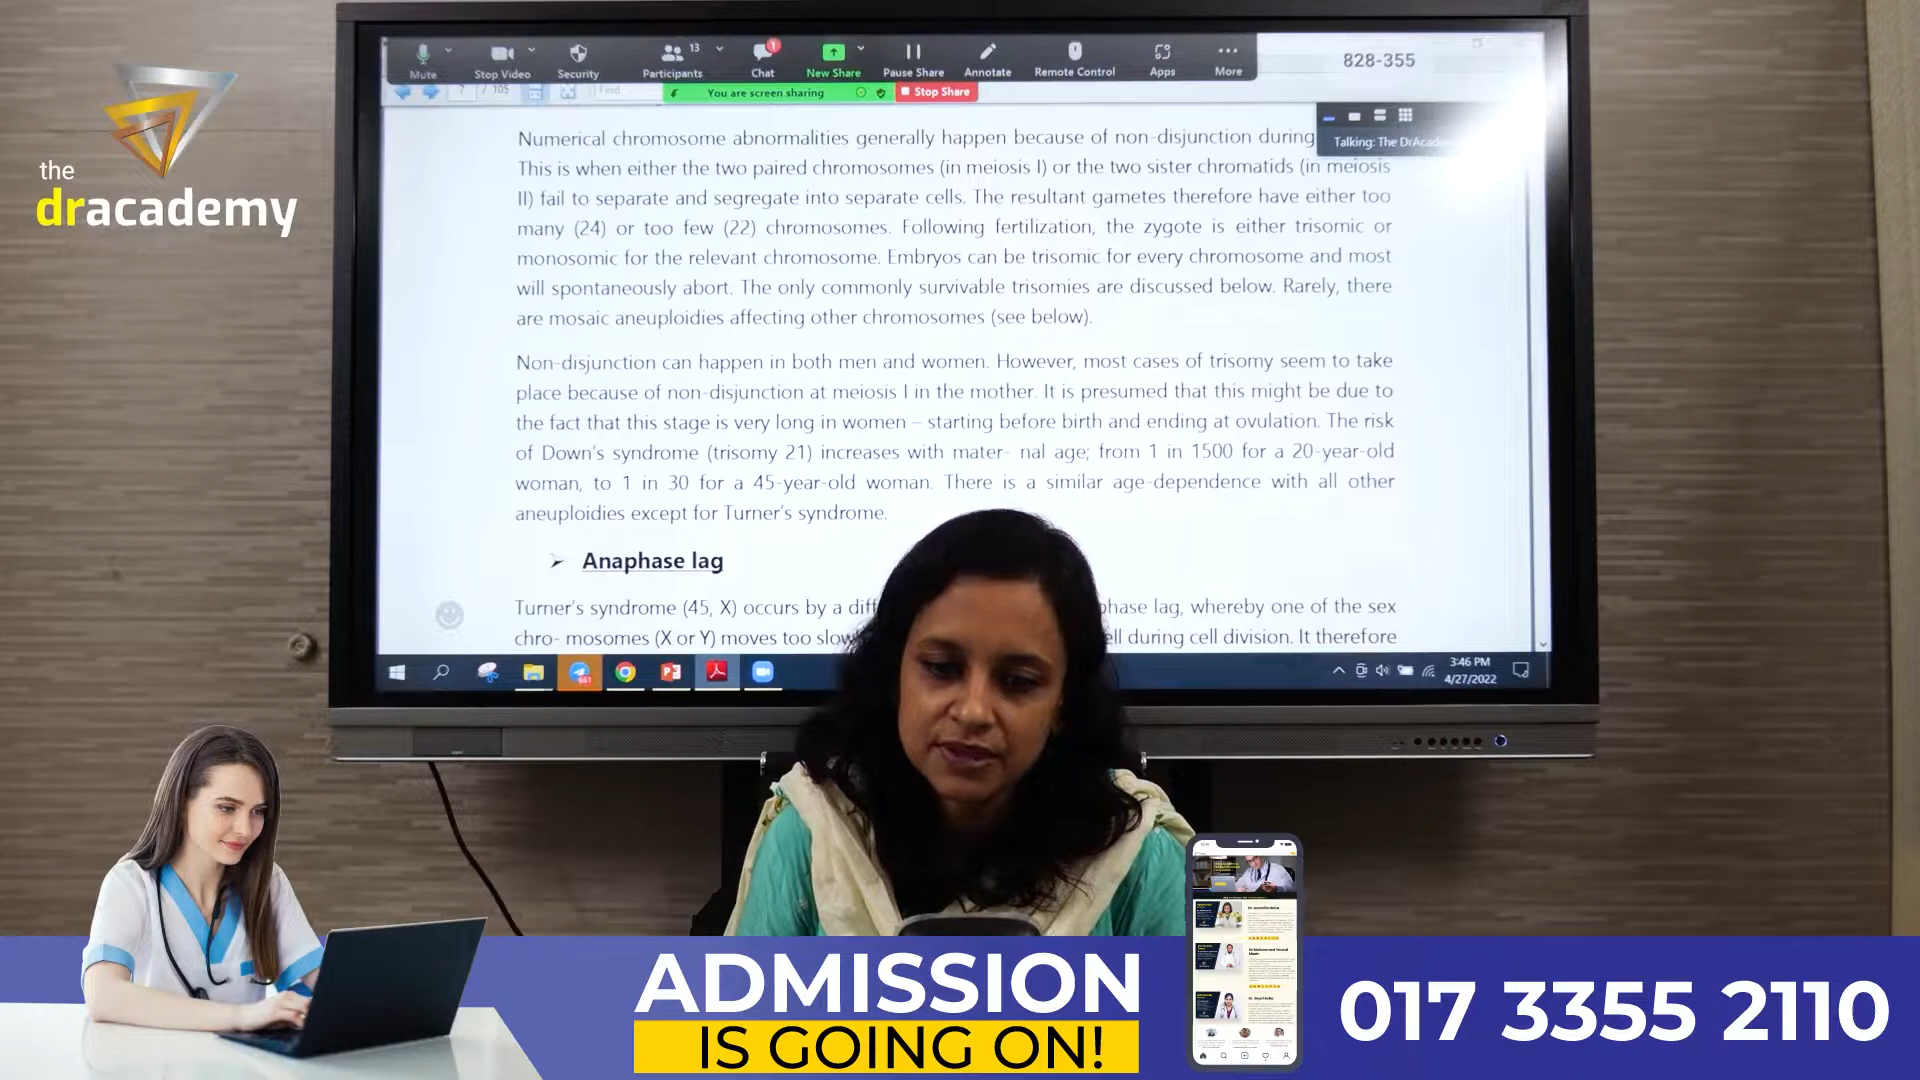 the
dracademy
Mute
Stop Video
Security
13
Participants
1
Chat
New Share
Pause Share
Annotate
Remote Control
Apps
More
828-355
7 / 105
Find
You are screen sharing
Stop Share
Talking: The DrAcade
Numerical chromosome abnormalities generally happen because of non-disjunction during
This is when either the two paired chromosomes (in meiosis I) or the two sister chromatids (in meiosis
II) fail to separate and segregate into separate cells. The resultant gametes therefore have either too
many (24) or too few (22) chromosomes. Following fertilization, the zygote is either trisomic or
monosomic for the relevant chromosome. Embryos can be trisomic for every chromosome and most
will spontaneously abort. The only commonly survivable trisomies are discussed below. Rarely, there
are mosaic aneuploidies affecting other chromosomes (see below).
Non-disjunction can happen in both men and women. However, most cases of trisomy seem to take
place because of non-disjunction at meiosis I in the mother. It is presumed that this might be due to
the fact that this stage is very long in women – starting before birth and ending at ovulation. The risk
of Down's syndrome (trisomy 21) increases with mater- nal age; from 1 in 1500 for a 20-year-old
woman, to 1 in 30 for a 45-year-old woman. There is a similar age-dependence with all other
aneuploidies except for Turner's syndrome.
➢ Anaphase lag
Turner's syndrome (45, X) occurs by a diff phase lag, whereby one of the sex
chro- mosomes (X or Y) moves too slow ell during cell division. It therefore
3:46 PM
4/27/2022
ADMISSION
IS GOING ON!
017 3355 2110